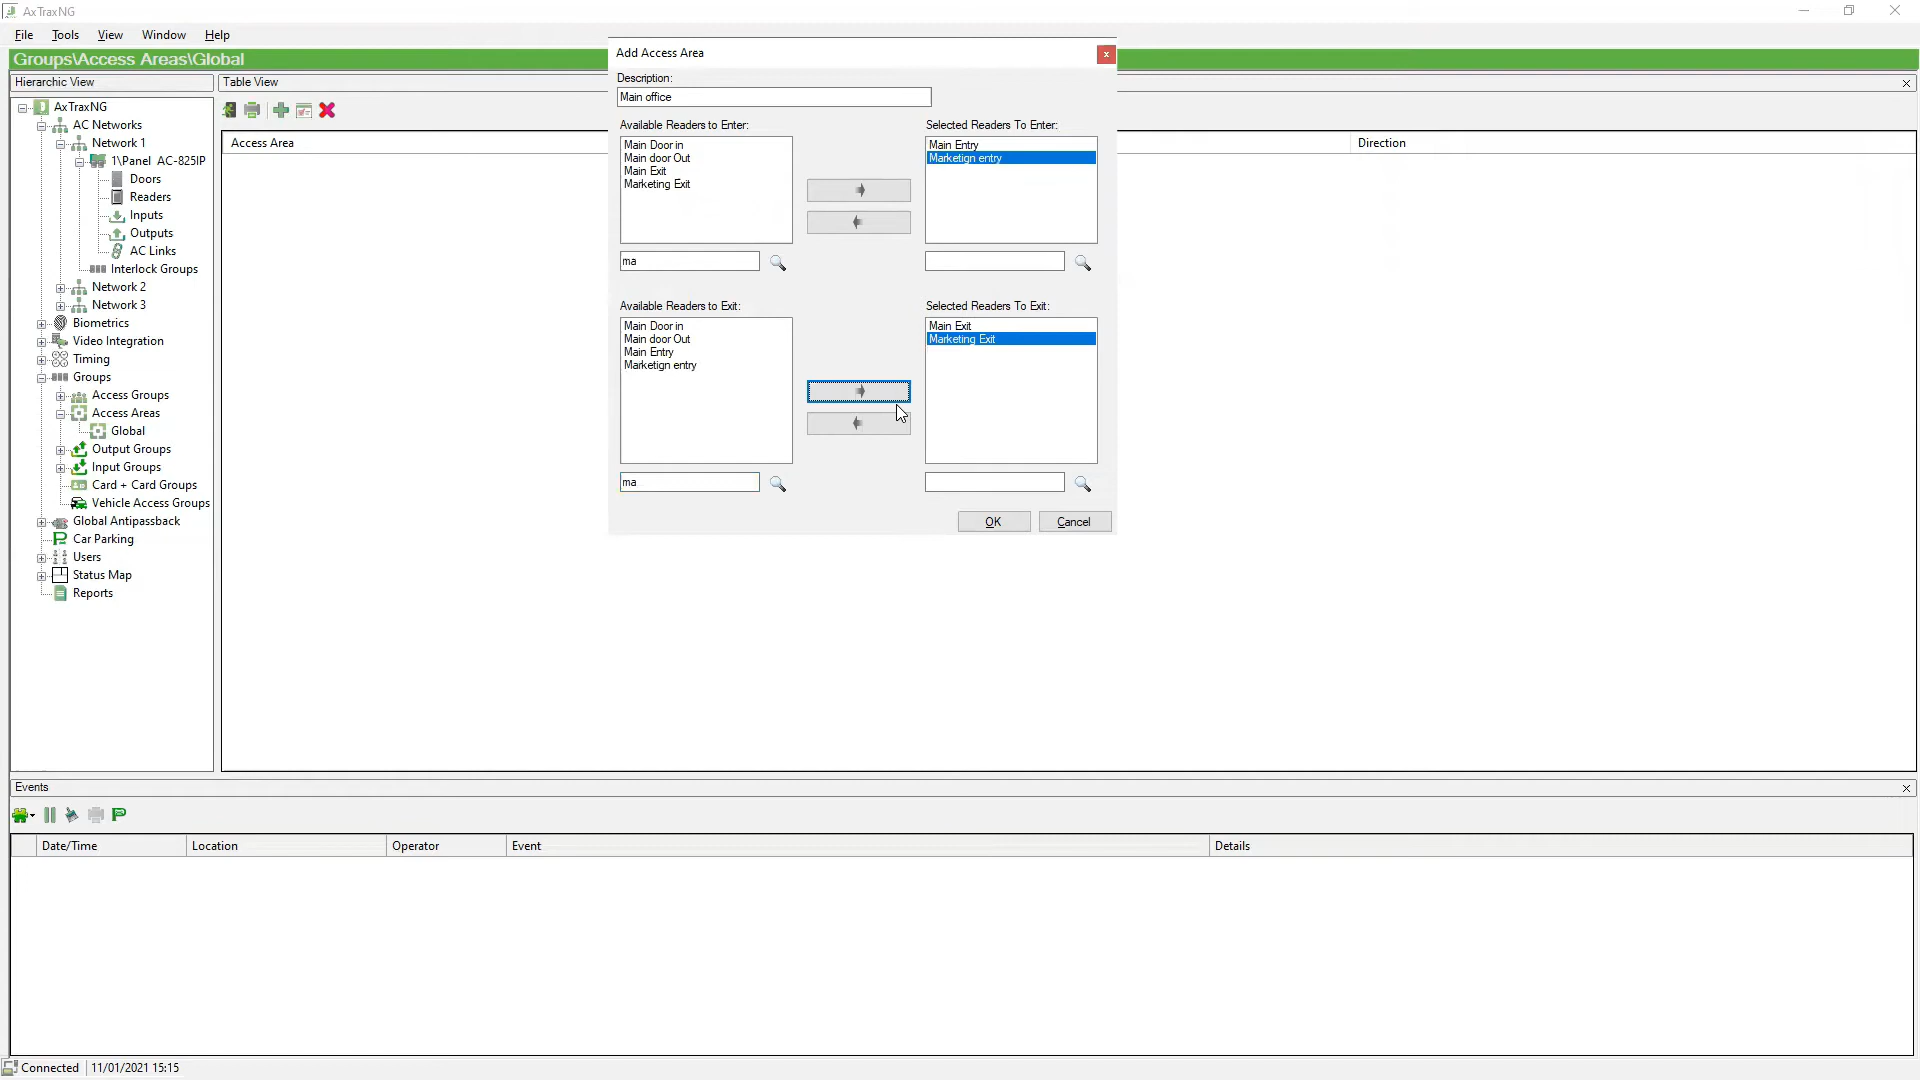 AxTraxNG
File Tools View Window Help
Groups\Access Areas\Global
Hierarchic View
AxTraxNG
AC Networks
Network 1
1\Panel AC-825IP
Doors
Readers
Inputs
Outputs
AC Links
Interlock Groups
Network 2
Network 3
Biometrics
Video Integration
Timing
Groups
Access Groups
Access Areas
Global
Output Groups
Input Groups
Card + Card Groups
Vehicle Access Groups
Global Antipassback
Car Parking
Users
Status Map
Reports
Table View
Access Area
Direction
Add Access Area
Description:
Main office
Available Readers to Enter:
Main Door in
Main door Out
Main Exit
Marketing Exit
ma
Selected Readers To Enter:
Main Entry
Marketign entry
Available Readers to Exit:
Main Door in
Main door Out
Main Entry
Marketign entry
ma
Selected Readers To Exit:
Main Exit
Marketing Exit
OK Cancel
Events
Date/Time Location Operator Event Details
Connected 11/01/2021 15:15